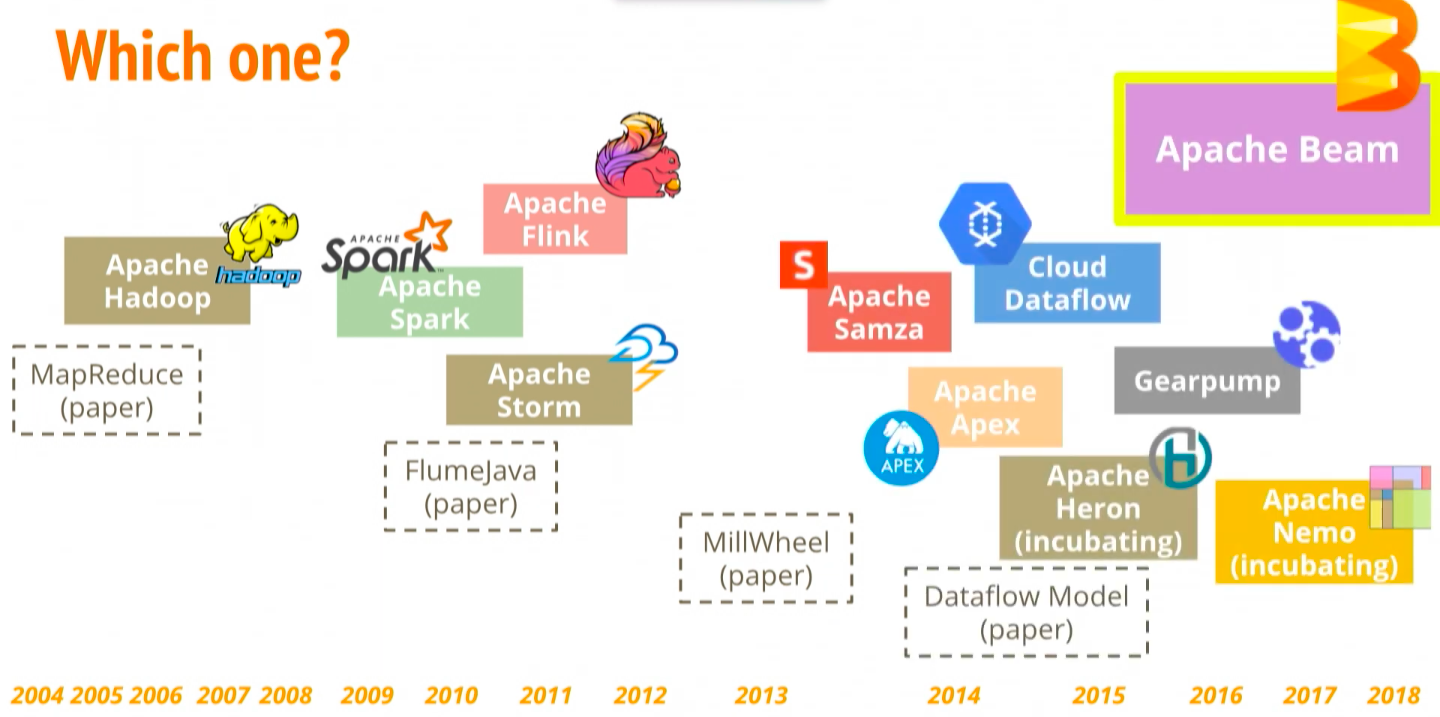 Which one?
Apache Beam
Apache
Flink
Apache
Hadoop
hadoop
APACHE
Spark
Apache
Spark
S
Apache
Samza
Cloud
Dataflow
MapReduce
(paper)
Apache
Storm
Apache
Apex
APEX
Gearpump
FlumeJava
(paper)
Apache
Heron
(incubating)
Apache
Nemo
(incubating)
MillWheel
(paper)
Dataflow Model
(paper)
2004 2005 2006 2007 2008 2009 2010 2011 2012 2013 2014 2015 2016 2017 2018